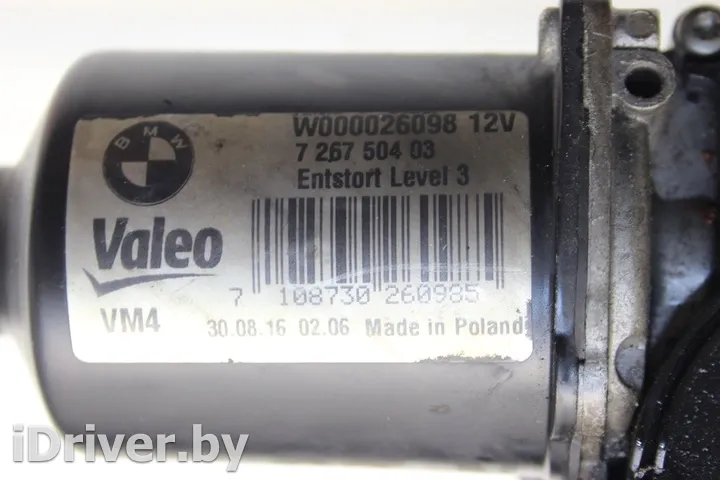 W000026098 12V
7 267 504 03
Entstort Level 3
BMW
Valeo
7 108730 260985
VM4
30.08.16 02.06 Made in Poland
iDriver.by